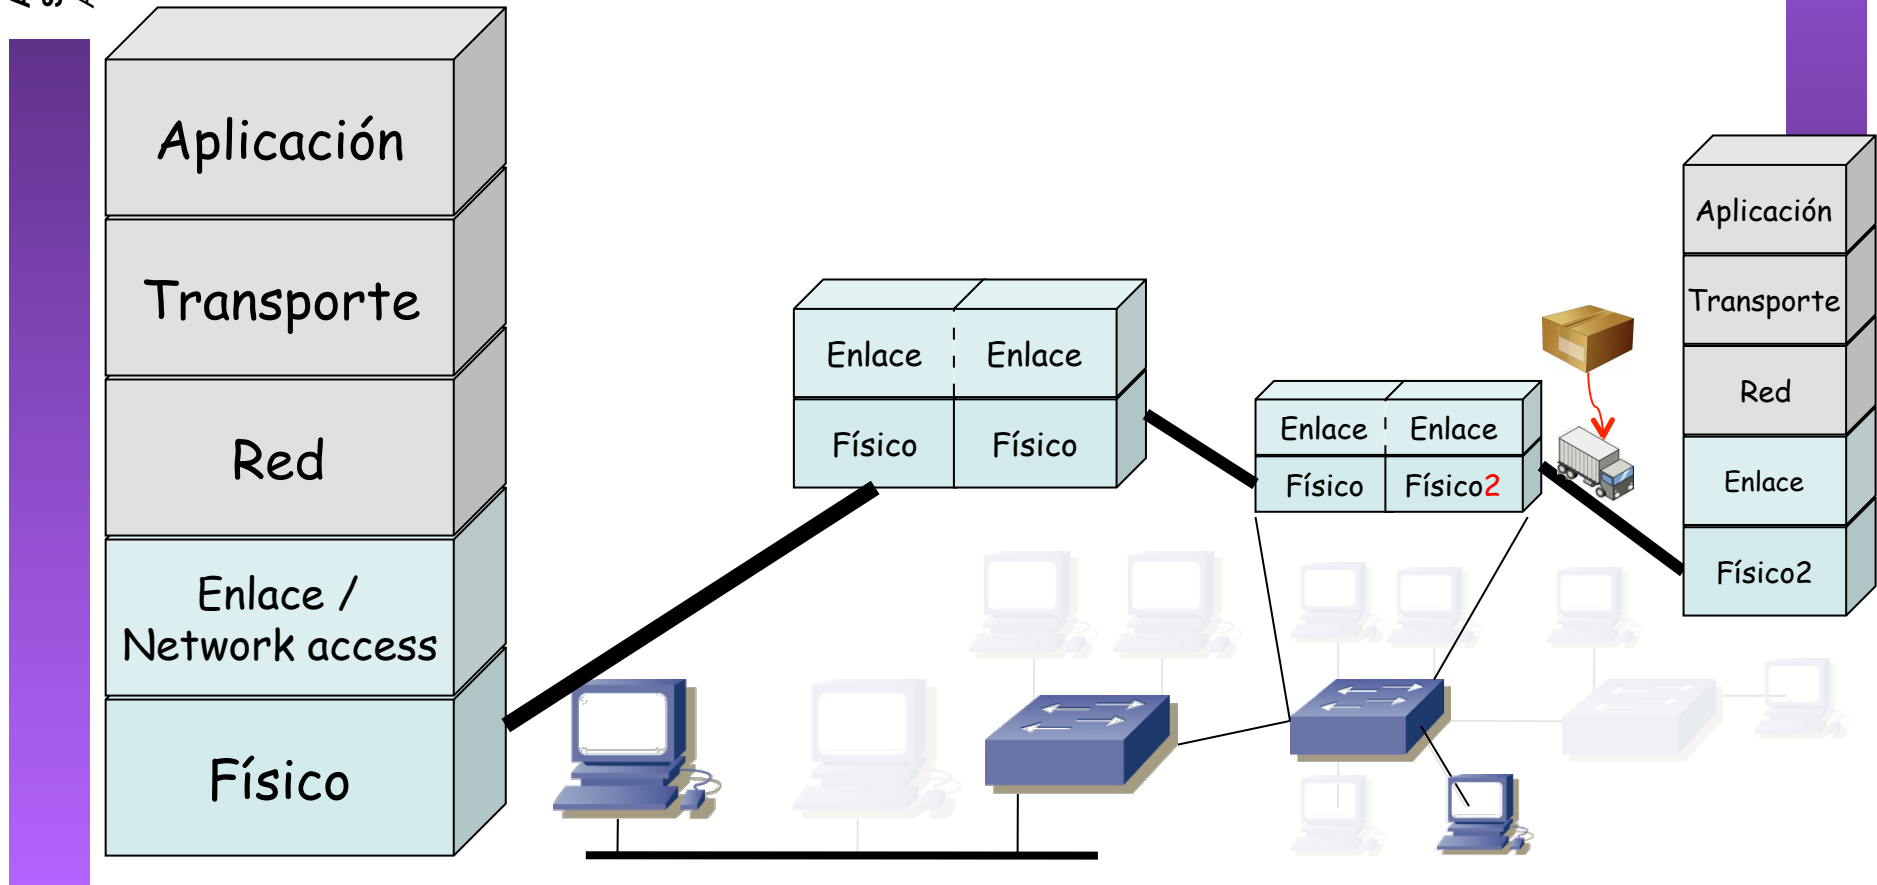 Aplicación
Transporte
Red
Enlace /
Network access
Físico
Enlace Enlace
Físico Físico
Enlace Enlace
Físico Físico2
Aplicación
Transporte
Red
Enlace
Físico2